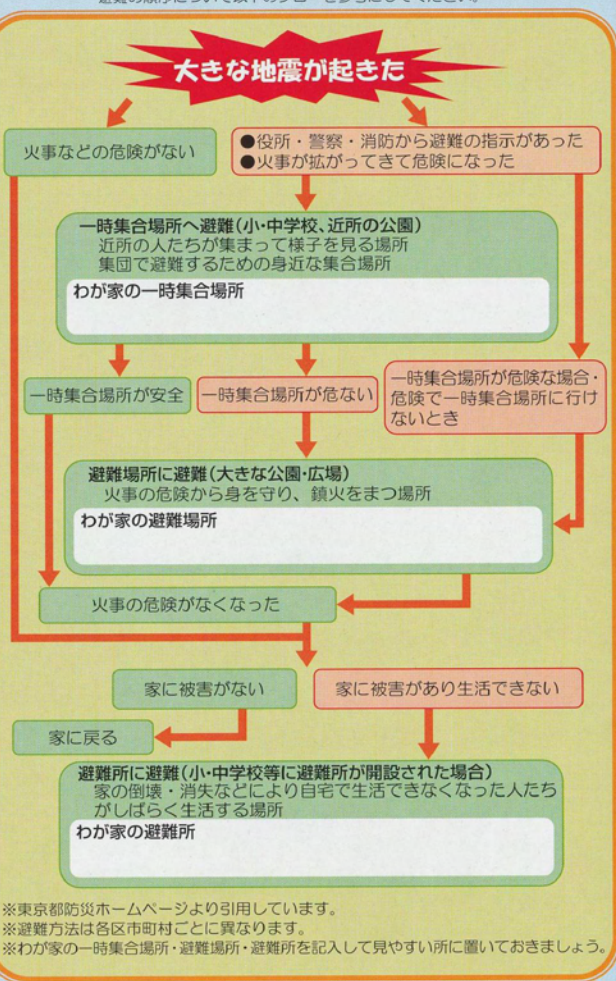 大きな地震が起きた
火事などの危険がない
●役所・警察・消防から避難の指示があった
●火事が拡がってきて危険になった
一時集合場所へ避難(小・中学校、近所の公園)
近所の人たちが集まって様子を見る場所
集団で避難するための身近な集合場所
わが家の一時集合場所
一時集合場所が安全
一時集合場所が危ない
一時集合場所が危険な場合・
危険で一時集合場所に行け
ないとき
避難場所に避難(大きな公園・広場)
火事の危険から身を守り、鎮火をまつ場所
わが家の避難場所
火事の危険がなくなった
家に被害がない
家に被害があり生活できない
家に戻る
避難所に避難(小・中学校等に避難所が開設された場合)
家の倒壊・消失などにより自宅で生活できなくなった人たち
がしばらく生活する場所
わが家の避難所
※東京都防災ホームページより引用しています。
※避難方法は各区市町村ごとに異なります。
※わが家の一時集合場所・避難場所・避難所を記入して見やすい所に置いておきましょう。